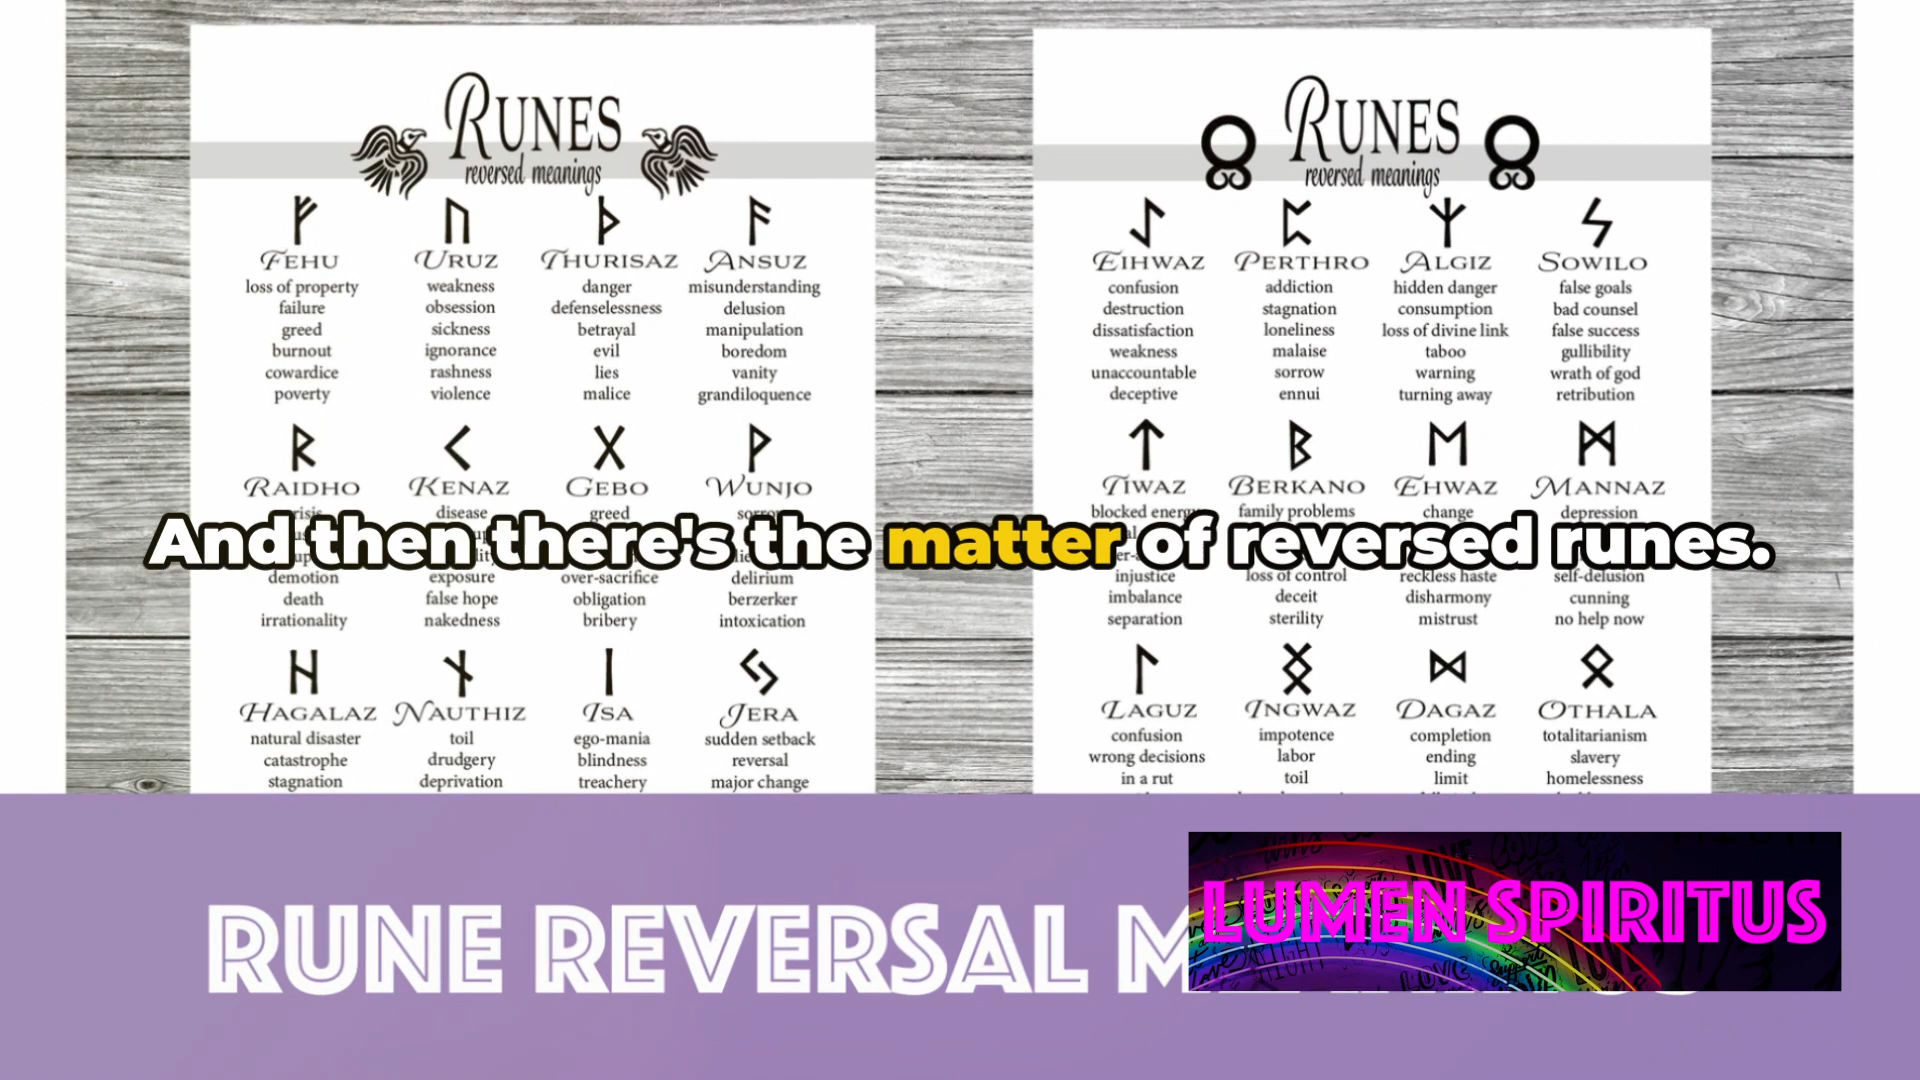 RUNES
reversed meanings
FEHU
loss of property
failure
greed
burnout
cowardice
poverty
URUZ
weakness
obsession
sickness
ignorance
rashness
violence
THURISAZ
danger
defenselessness
betrayal
evil
lies
malice
ANSUZ
misunderstanding
delusion
manipulation
boredom
vanity
grandiloquence
RAIDHO
demotion
death
irrationality
KENAZ
disease
exposure
false hope
nakedness
GEBO
greed
over-sacrifice
obligation
bribery
WUNJO
delirium
berzerker
intoxication
HAGALAZ
natural disaster
catastrophe
stagnation
NAUTHIZ
toil
drudgery
deprivation
ISA
ego-mania
blindness
treachery
JERA
sudden setback
reversal
major change
RUNES
reversed meanings
EIHWAZ
confusion
destruction
dissatisfaction
weakness
unaccountable
deceptive
PERTHRO
addiction
stagnation
loneliness
malaise
sorrow
ennui
ALGIZ
hidden danger
consumption
loss of divine link
taboo
warning
turning away
SOWILO
false goals
bad counsel
false success
gullibility
wrath of god
retribution
TIWAZ
blocked energy
injustice
imbalance
separation
BERKANO
family problems
loss of control
deceit
sterility
EHWAZ
change
reckless haste
disharmony
mistrust
MANNAZ
depression
self-delusion
cunning
no help now
LAGUZ
confusion
wrong decisions
in a rut
INGWAZ
impotence
labor
toil
DAGAZ
completion
ending
limit
OTHALA
totalitarianism
slavery
homelessness
And then there's the matter of reversed runes.
RUNE REVERSAL
LUMEN SPIRITUS